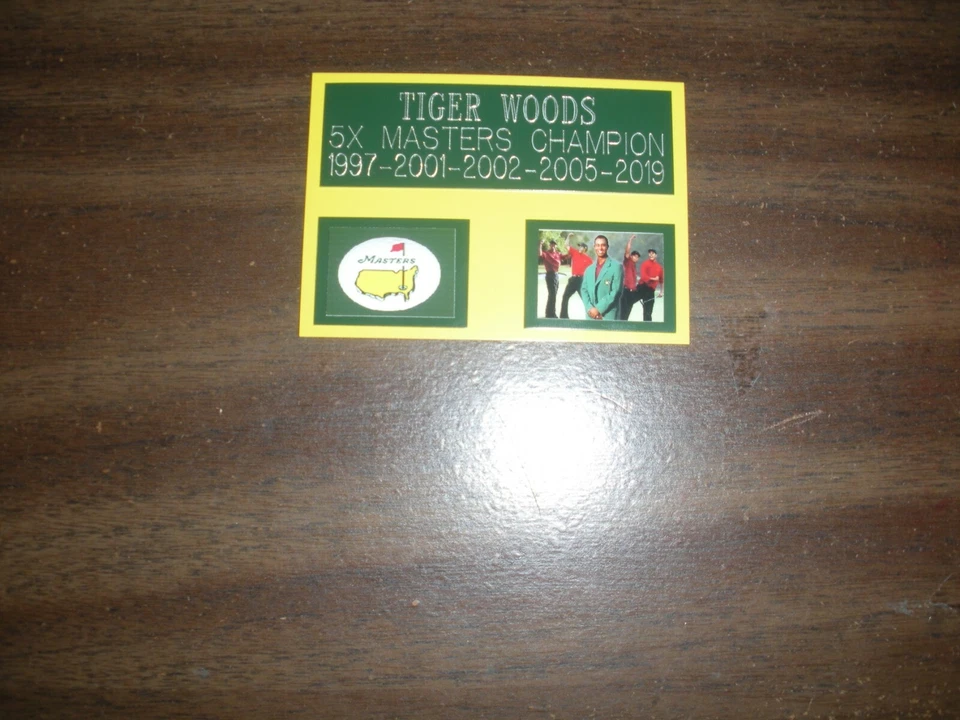 TIGER WOODS
5X MASTERS CHAMPION
1997-2001-2002-2005-2019
MASTERS